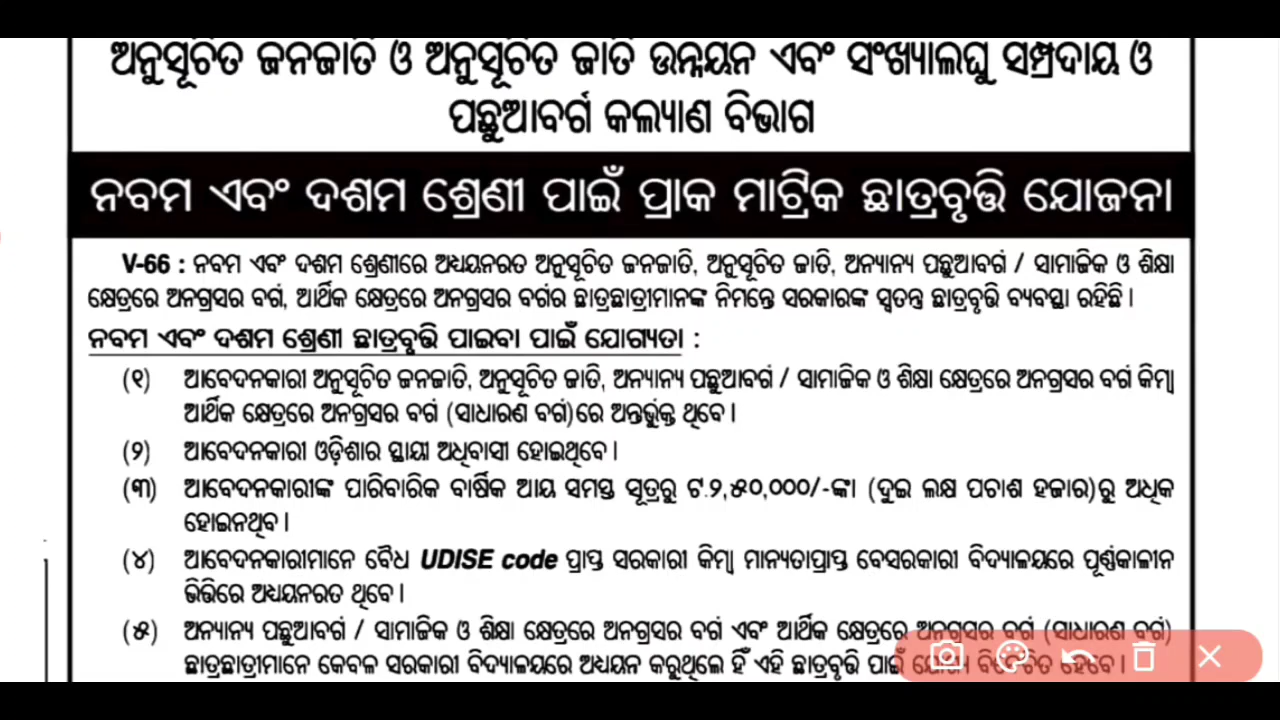 ଅନୁସୂଚିତ ଜନଜାତି ଓ ଅନୁସୂଚିତ ଜାତି ଉନ୍ନୟନ ଏବଂ ସଂଖ୍ୟାଲଘୁ ସମ୍ପ୍ରଦାୟ ଓ
ପଛୁଆବର୍ଗ କଲ୍ୟାଣ ବିଭାଗ
ନବମ ଏବଂ ଦଶମ ଶ୍ରେଣୀ ପାଇଁ ପ୍ରାକ ମାଟ୍ରିକ ଛାତ୍ରବୃତ୍ତି ଯୋଜନା
V-66 : ନବମ ଏବଂ ଦଶମ ଶ୍ରେଣୀରେ ଅଧ୍ୟୟନରତ ଅନୁସୂଚିତ ଜନଜାତି, ଅନୁସୂଚିତ ଜାତି, ଅନ୍ୟାନ୍ୟ ପଛୁଆବର୍ଗ / ସାମାଜିକ ଓ ଶିକ୍ଷା
କ୍ଷେତ୍ରରେ ଅନଗ୍ରସର ବର୍ଗ, ଆର୍ଥିକ କ୍ଷେତ୍ରରେ ଅନଗ୍ରସର ବର୍ଗର ଛାତ୍ରଛାତ୍ରୀମାନଙ୍କ ନିମନ୍ତେ ସରକାରଙ୍କ ସ୍ୱତନ୍ତ୍ର ଛାତ୍ରବୃତ୍ତି ବ୍ୟବସ୍ଥା ରହିଛି ।
ନବମ ଏବଂ ଦଶମ ଶ୍ରେଣୀ ଛାତ୍ରବୃତ୍ତି ପାଇବା ପାଇଁ ଯୋଗ୍ୟତା :
(୧) ଆବେଦନକାରୀ ଅନୁସୂଚିତ ଜନଜାତି, ଅନୁସୂଚିତ ଜାତି, ଅନ୍ୟାନ୍ୟ ପଛୁଆବର୍ଗ / ସାମାଜିକ ଓ ଶିକ୍ଷା କ୍ଷେତ୍ରରେ ଅନଗ୍ରସର ବର୍ଗ କିମ୍ବା
ଆର୍ଥିକ କ୍ଷେତ୍ରରେ ଅନଗ୍ରସର ବର୍ଗ (ସାଧାରଣ ବର୍ଗ)ରେ ଅନ୍ତର୍ଭୁକ୍ତ ଥିବେ ।
(୨) ଆବେଦନକାରୀ ଓଡ଼ିଶାର ସ୍ଥାୟୀ ଅଧିବାସୀ ହୋଇଥିବେ ।
(୩) ଆବେଦନକାରୀଙ୍କ ପାରିବାରିକ ବାର୍ଷିକ ଆୟ ସମସ୍ତ ସୂତ୍ରରୁ ଟ.୨,୫୦,୦୦୦/-ଙ୍କା (ଦୁଇ ଲକ୍ଷ ପଚାଶ ହଜାର)ରୁ ଅଧିକ
ହୋଇନଥିବ ।
(୪) ଆବେଦନକାରୀମାନେ ବୈଧ UDISE code ପ୍ରାପ୍ତ ସରକାରୀ କିମ୍ବା ମାନ୍ୟତାପ୍ରାପ୍ତ ବେସରକାରୀ ବିଦ୍ୟାଳୟରେ ପୂର୍ଣ୍ଣକାଳୀନ
ଭିତ୍ତିରେ ଅଧ୍ୟୟନରତ ଥିବେ ।
(୫) ଅନ୍ୟାନ୍ୟ ପଛୁଆବର୍ଗ / ସାମାଜିକ ଓ ଶିକ୍ଷା କ୍ଷେତ୍ରରେ ଅନଗ୍ରସର ବର୍ଗ ଏବଂ ଆର୍ଥିକ କ୍ଷେତ୍ରରେ ଅନଗ୍ରସର ବର୍ଗ (ସାଧାରଣ ବର୍ଗ)
ଛାତ୍ରଛାତ୍ରୀମାନେ କେବଳ ସରକାରୀ ବିଦ୍ୟାଳୟରେ ଅଧ୍ୟୟନ କରୁଥିଲେ ହିଁ ଏହି ଛାତ୍ରବୃତ୍ତି ପାଇଁ ଯୋଗ୍ୟ ବିବେଚିତ ହେବେ ।